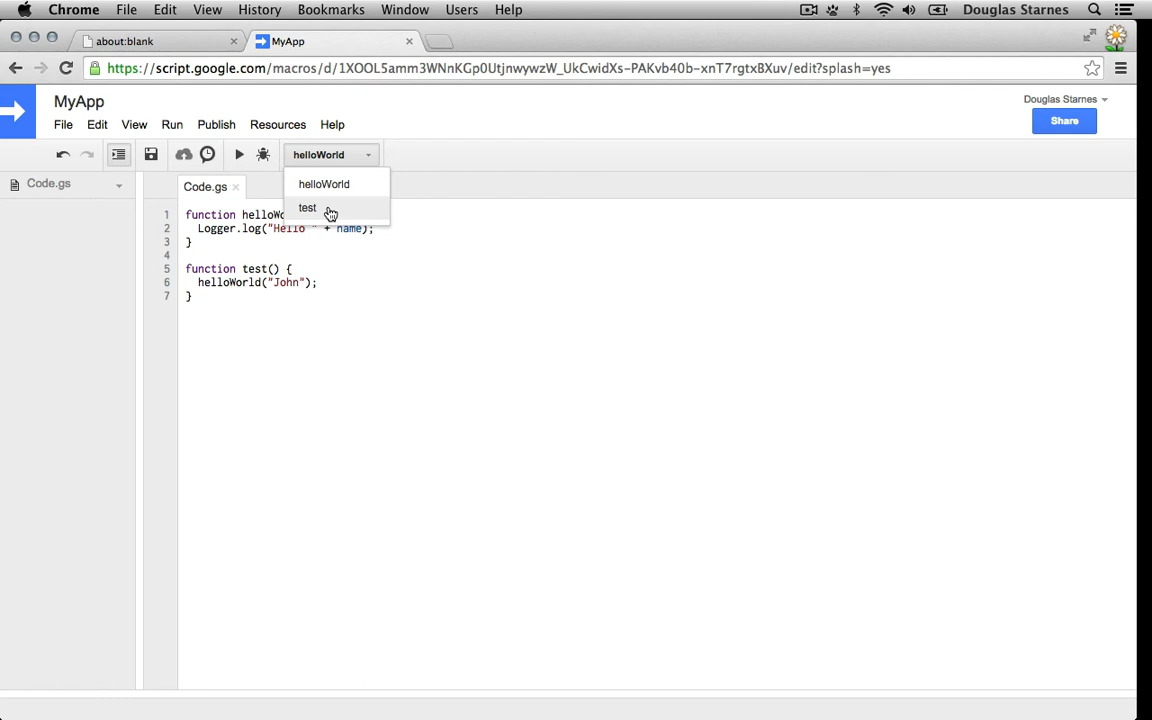 Chrome File Edit View History Bookmarks Window Users Help Douglas Starnes
about:blank MyApp
https://script.google.com/macros/d/1XOOL5amm3WNnKGp0UtjnwywzW_UkCwidXs-PAKvb40b-xnT7rgtxBXuv/edit?splash=yes
MyApp Douglas Starnes
File Edit View Run Publish Resources Help Share
helloWorld
Code.gs Code.gs
helloWorld
test
1 function helloWo
2 Logger.log("Hello " + name);
3 }
4
5 function test() {
6 helloWorld("John");
7 }